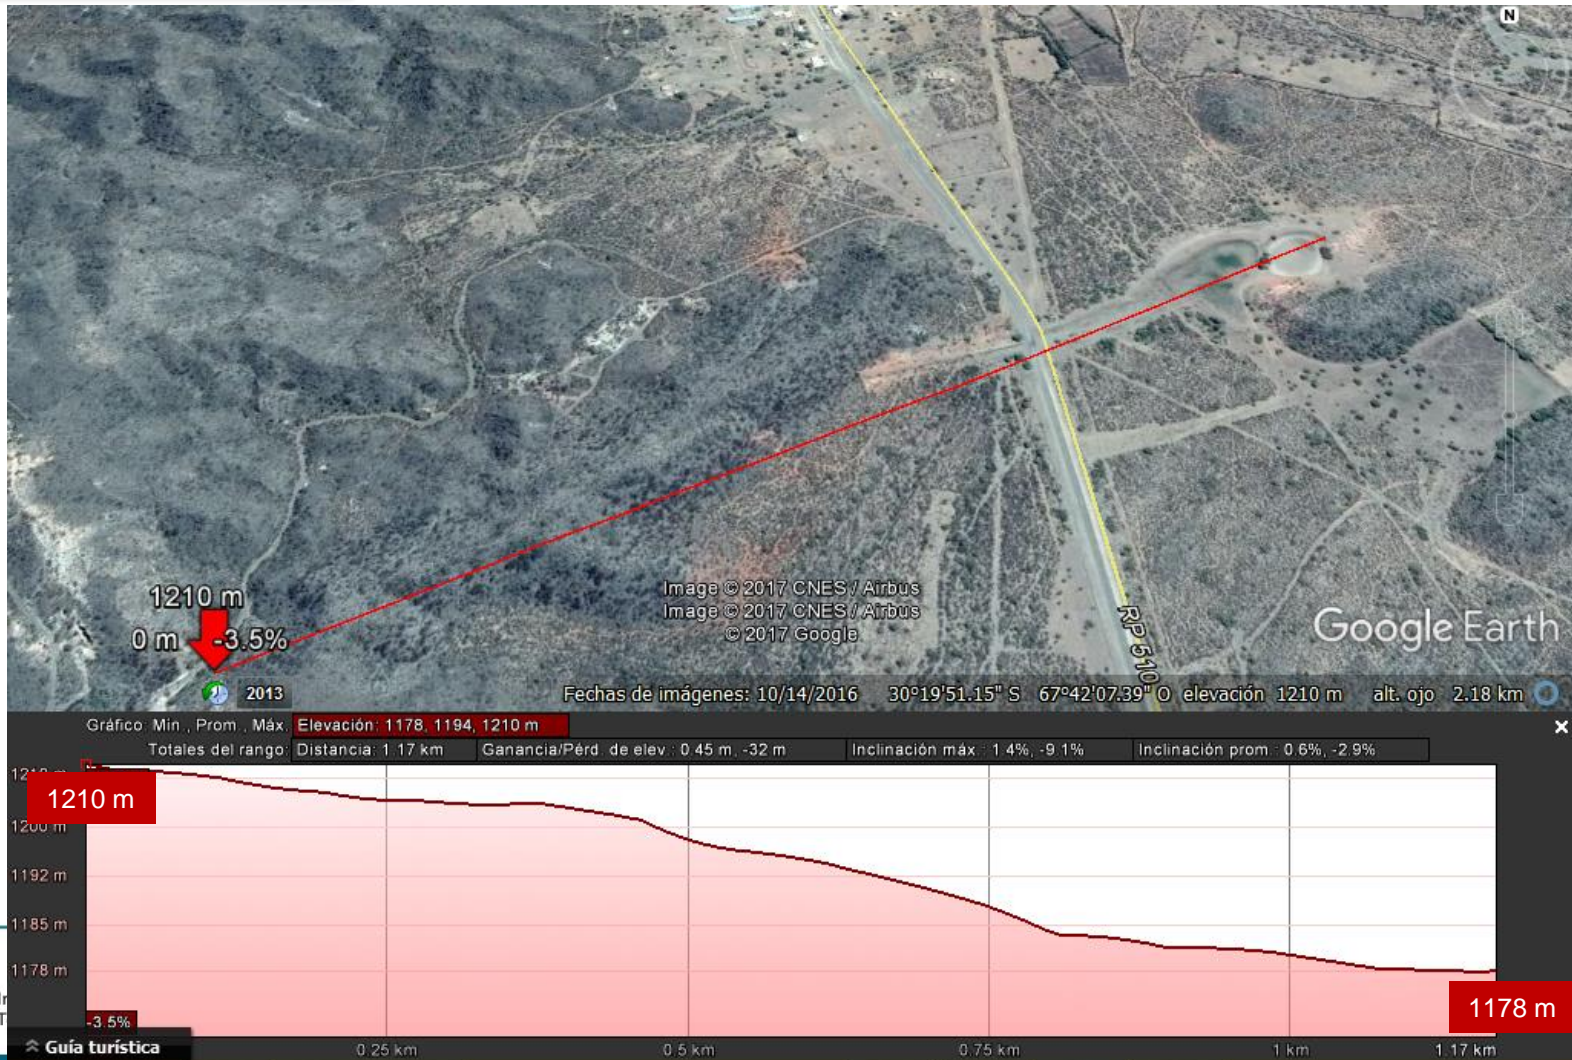 N
1210 m
0 m
-3.5%
2013
Image © 2017 CNES / Airbus
Image © 2017 CNES / Airbus
© 2017 Google
RP 510
Google Earth
Fechas de imágenes: 10/14/2016 30°19'51.15" S 67°42'07.39" O elevación 1210 m alt. ojo 2.18 km
Gráfico: Mín., Prom., Máx. Elevación: 1178, 1194, 1210 m
Totales del rango: Distancia: 1.17 km Ganancia/Pérd. de elev.: 0.45 m, -32 m Inclinación máx.: 1.4%, -9.1% Inclinación prom.: 0.6%, -2.9%
1210 m
1200 m
1192 m
1185 m
1178 m
1178 m
-3.5%
Guía turística
0.25 km 0.5 km 0.75 km 1 km 1.17 km